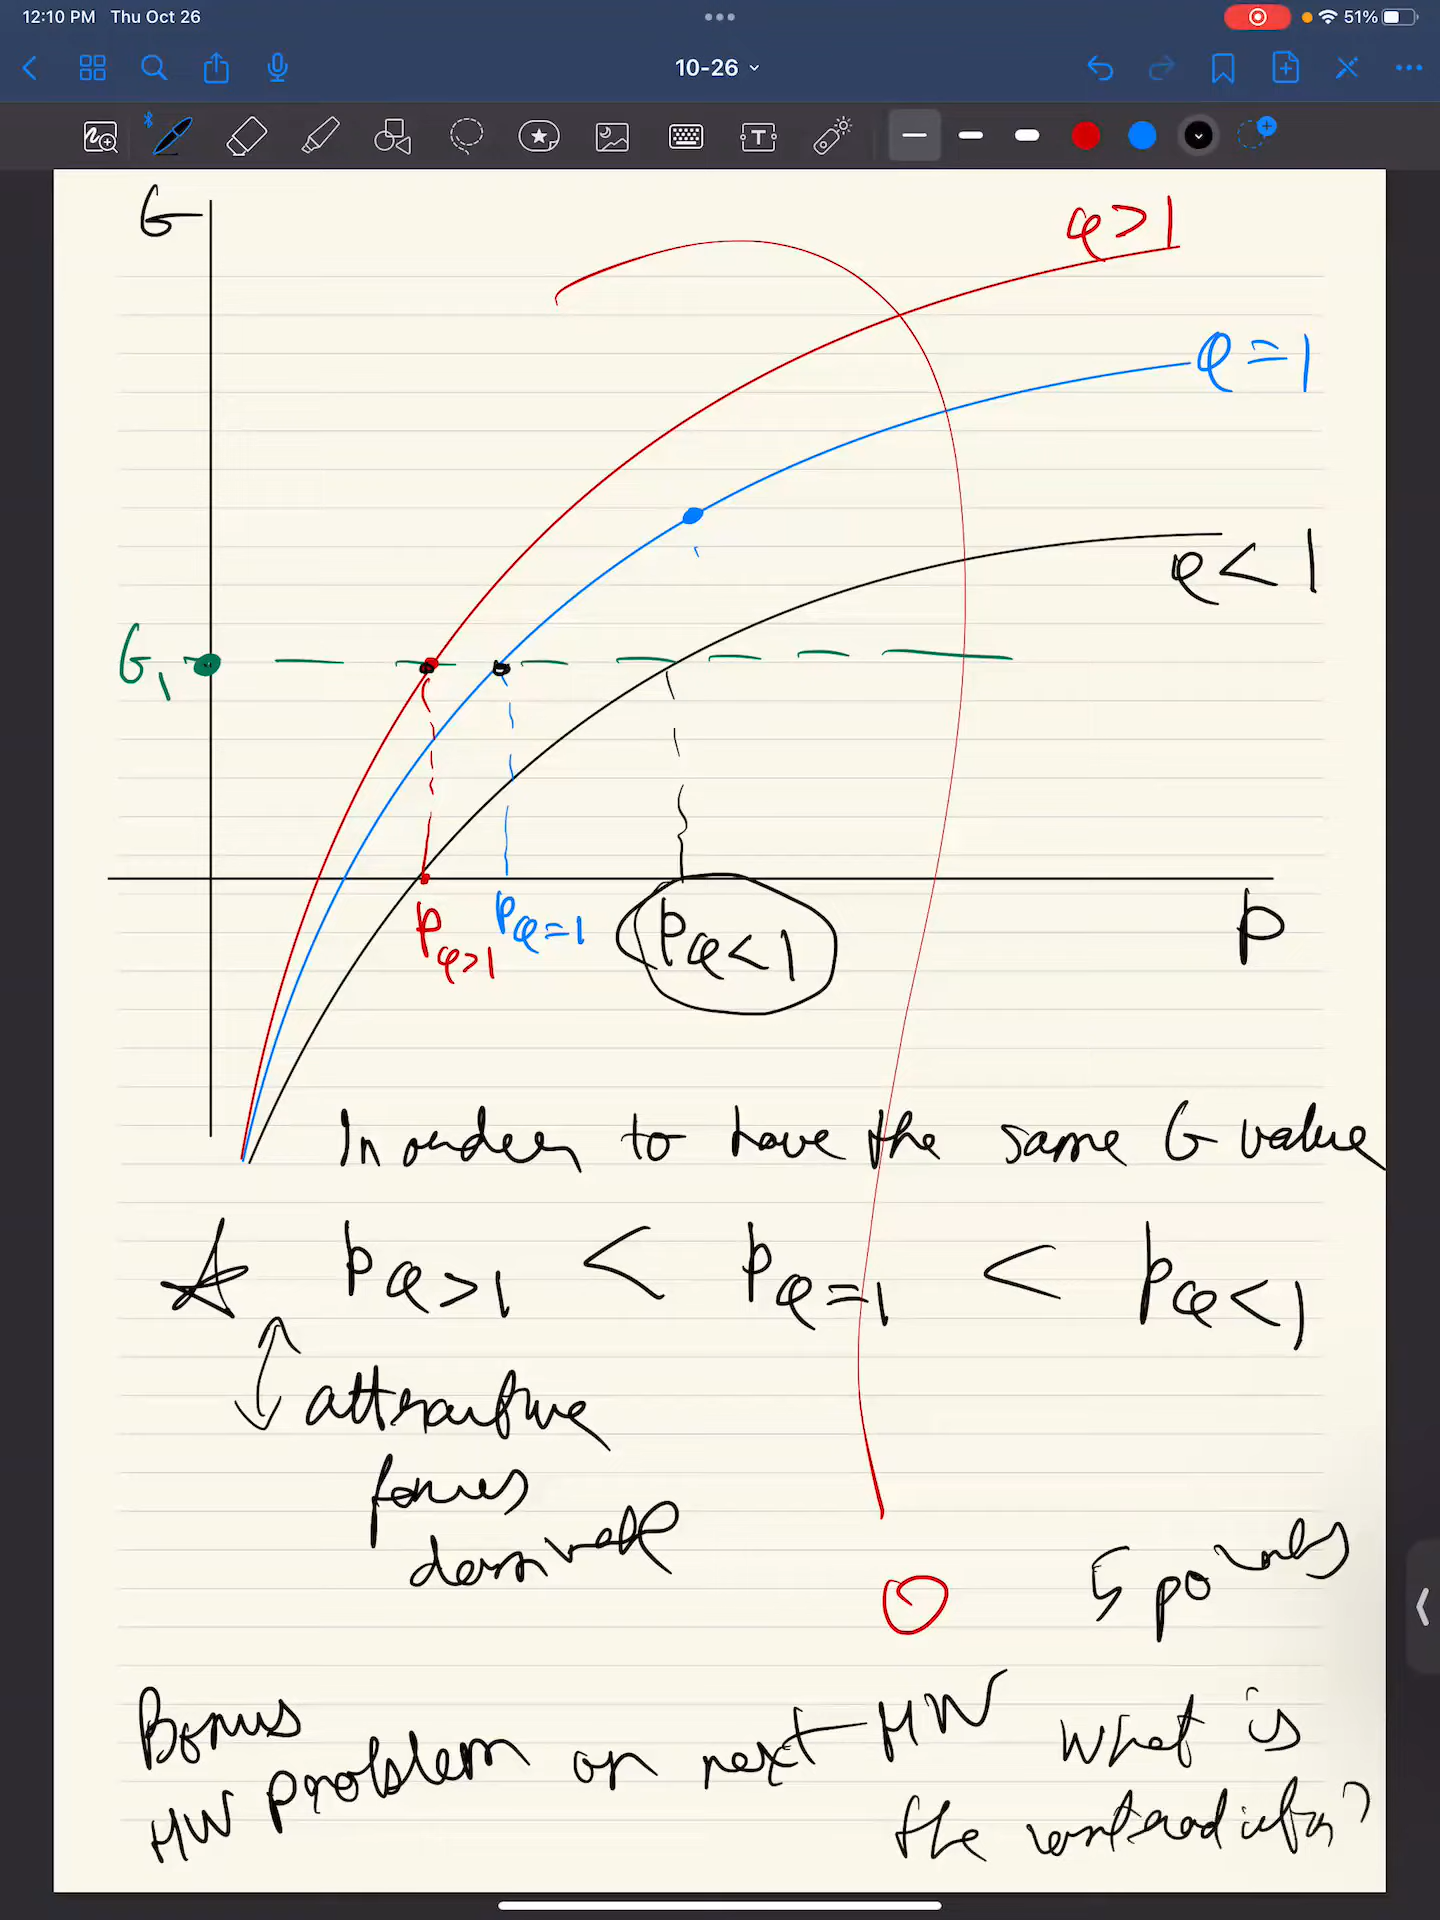 12:10 PM Thu Oct 26
51%
10-26
G
φ>1
φ=1
φ<1
G1
Pφ>1
Pφ=1
Pφ<1
P
In order to have the same G value
Pφ>1 < Pφ=1 < Pφ<1
attractive
forces
dominate
5 points
Bonus
HW problem on next HW
What is
the contradiction?